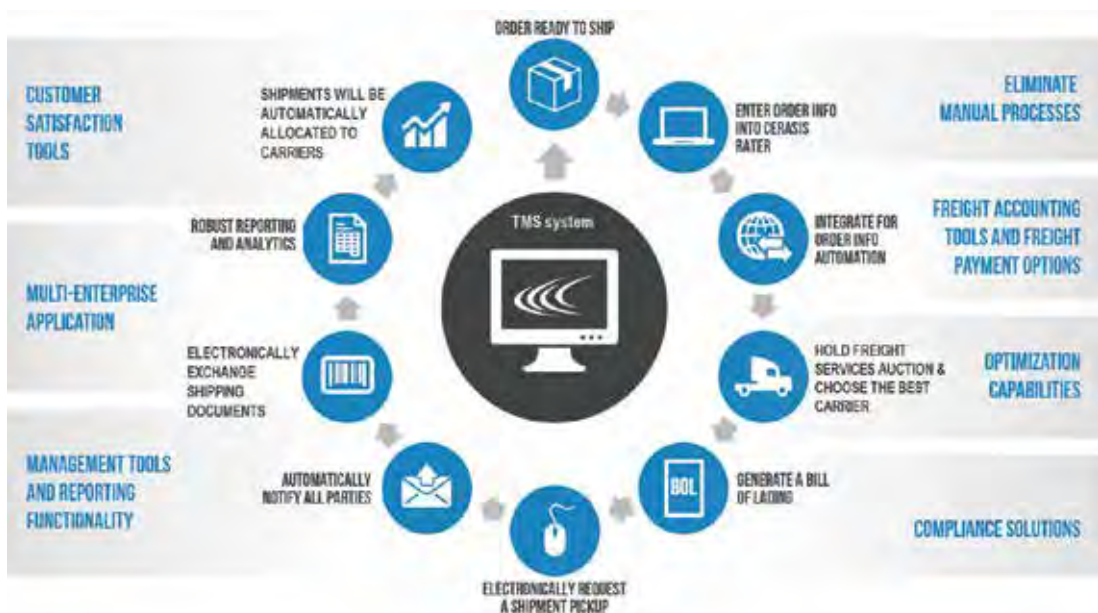 ORDER READY TO SHIP
CUSTOMER
SATISFACTION
TOOLS
SHIPMENTS WILL BE
AUTOMATICALLY
ALLOCATED TO
CARRIERS
ENTER ORDER INFO
INTO CERASIS
RATER
ELIMINATE
MANUAL PROCESSES
ROBUST REPORTING
AND ANALYTICS
TMS system
INTEGRATE FOR
ORDER INFO
AUTOMATION
FREIGHT ACCOUNTING
TOOLS AND FREIGHT
PAYMENT OPTIONS
MULTI-ENTERPRISE
APPLICATION
ELECTRONICALLY
EXCHANGE
SHIPPING
DOCUMENTS
HOLD FREIGHT
SERVICES AUCTION &
CHOOSE THE BEST
CARRIER
OPTIMIZATION
CAPABILITIES
MANAGEMENT TOOLS
AND REPORTING
FUNCTIONALITY
AUTOMATICALLY
NOTIFY ALL PARTIES
BOL
GENERATE A BILL
OF LADING
COMPLIANCE SOLUTIONS
ELECTRONICALLY REQUEST
A SHIPMENT PICKUP